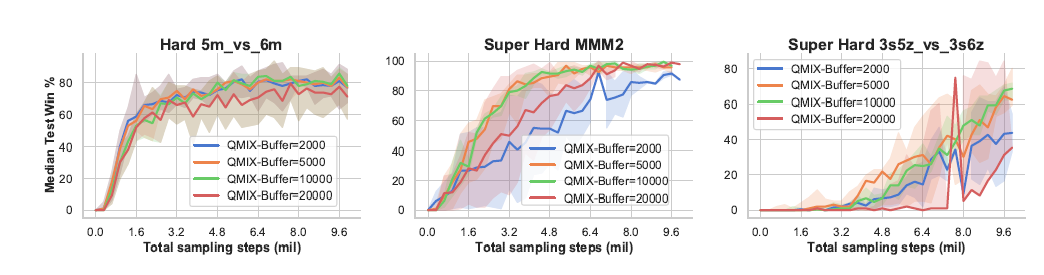 Hard 5m_vs_6m
Median Test Win %
80
60
40
20
0
QMIX-Buffer=2000
QMIX-Buffer=5000
QMIX-Buffer=10000
QMIX-Buffer=20000
0.0 1.6 3.2 4.8 6.4 8.0 9.6
Total sampling steps (mil)
Super Hard MMM2
100
80
60
40
20
0
QMIX-Buffer=2000
QMIX-Buffer=5000
QMIX-Buffer=10000
QMIX-Buffer=20000
0.0 1.6 3.2 4.8 6.4 8.0 9.6
Total sampling steps (mil)
Super Hard 3s5z_vs_3s6z
80
60
40
20
0
QMIX-Buffer=2000
QMIX-Buffer=5000
QMIX-Buffer=10000
QMIX-Buffer=20000
0.0 1.6 3.2 4.8 6.4 8.0 9.6
Total sampling steps (mil)